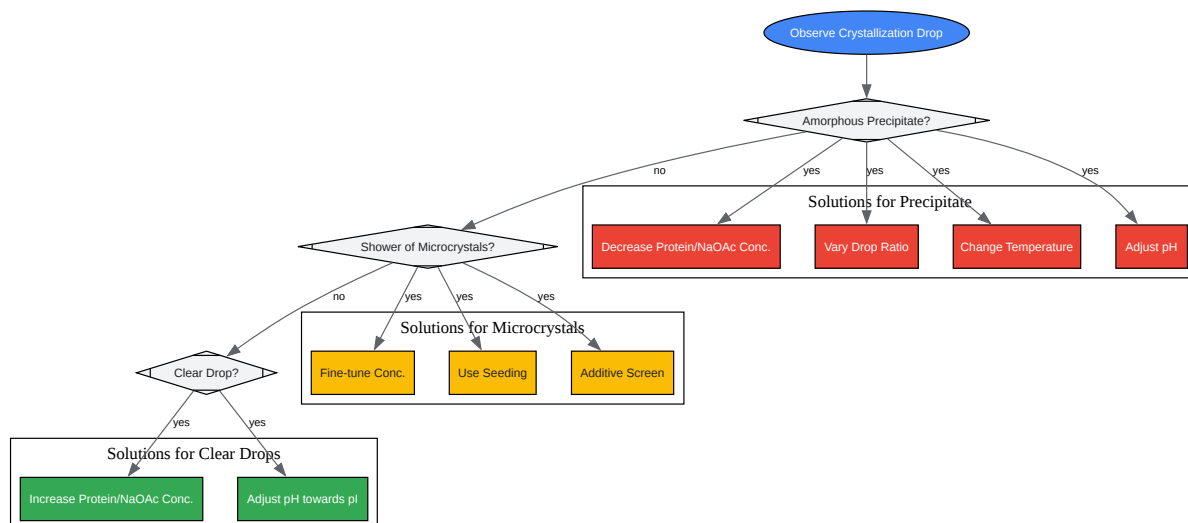 Observe Crystallization Drop
Amorphous Precipitate?
no
yes
yes
yes
yes
Solutions for Precipitate
Decrease Protein/NaOAc Conc.
Vary Drop Ratio
Change Temperature
Adjust pH
Shower of Microcrystals?
no
yes
yes
yes
Solutions for Microcrystals
Fine-tune Conc.
Use Seeding
Additive Screen
Clear Drop?
yes
yes
Solutions for Clear Drops
Increase Protein/NaOAc Conc.
Adjust pH towards pI